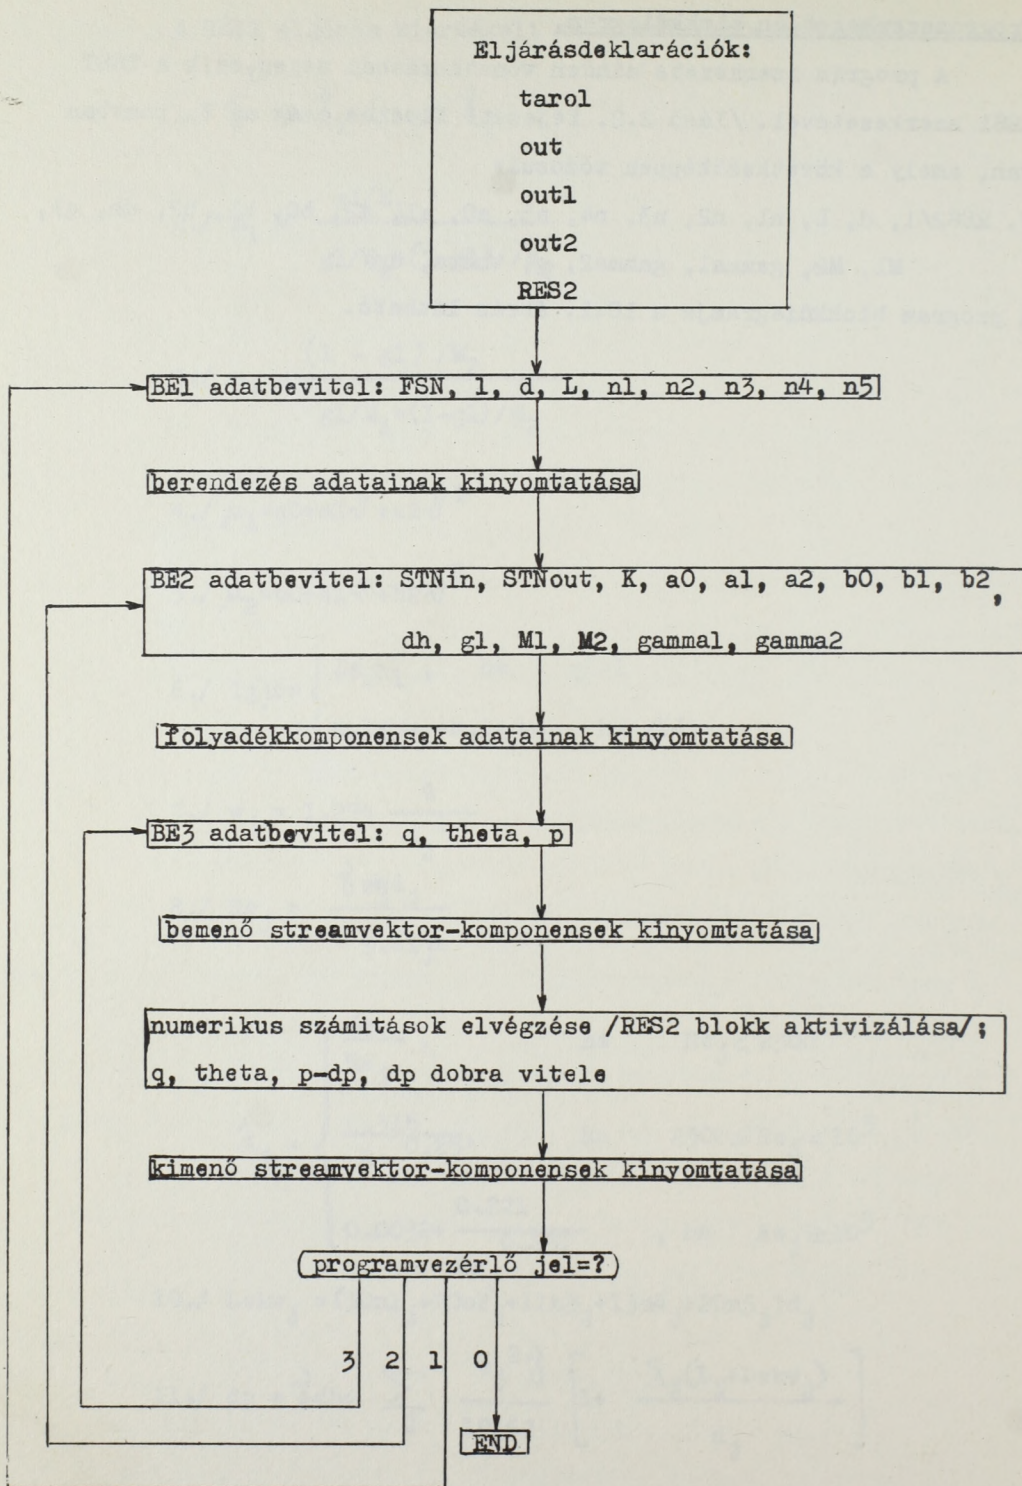 Eljárásdeklarációk:
tarol
out
out1
out2
RES2
BE1 adatbevitel: FSN, l, d, L, n1, n2, n3, n4, n5
berendezés adatainak kinyomtatása
BE2 adatbevitel: STNin, STNout, K, a0, a1, a2, b0, b1, b2,
dh, g1, M1, M2, gamma1, gamma2
folyadékkomponensek adatainak kinyomtatása
BE3 adatbevitel: q, theta, p
bemenő streamvektor-komponensek kinyomtatása
numerikus számitások elvégzése /RES2 blokk aktivizálása/;
q, theta, p-dp, dp dobra vitele
kimenő streamvektor-komponensek kinyomtatása
programvezérlő jel=?
3 2 1 0
END